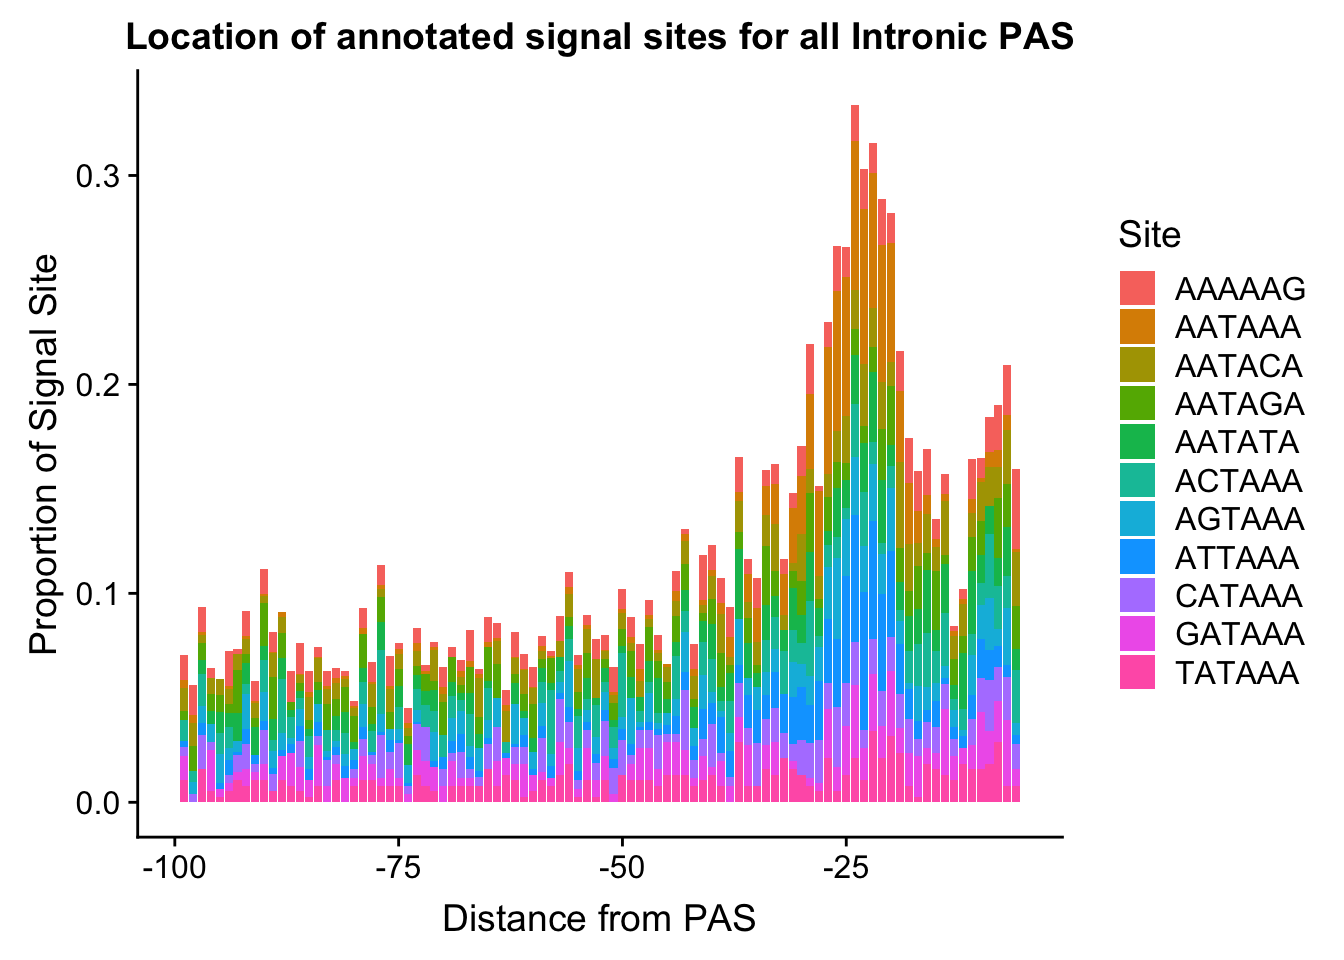 Location of annotated signal sites for all Intronic PAS
Proportion of Signal Site
0.3
0.2
0.1
0.0
-100
-75
-50
-25
Distance from PAS
Site
AAAAAG
AATAAA
AATACA
AATAGA
AATATA
ACTAAA
AGTAAA
ATTAAA
CATAAA
GATAAA
TATAAA